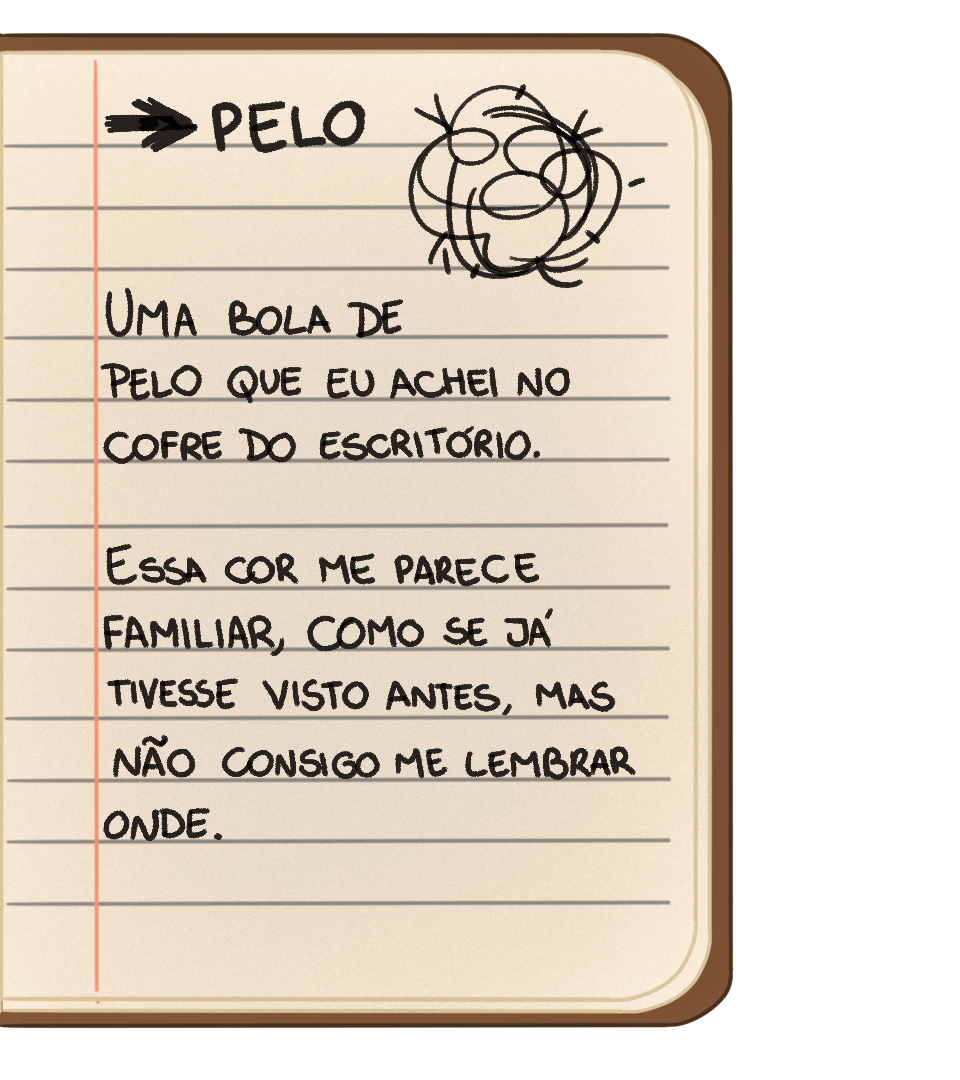 PELO
UMA BOLA DE
PELO QUE EU ACHEI NO
COFRE DO ESCRITÓRIO.
ESSA COR ME PARECE
FAMILIAR, COMO SE JÁ
TIVESSE VISTO ANTES, MAS
NÃO CONSIGO ME LEMBRAR
ONDE.